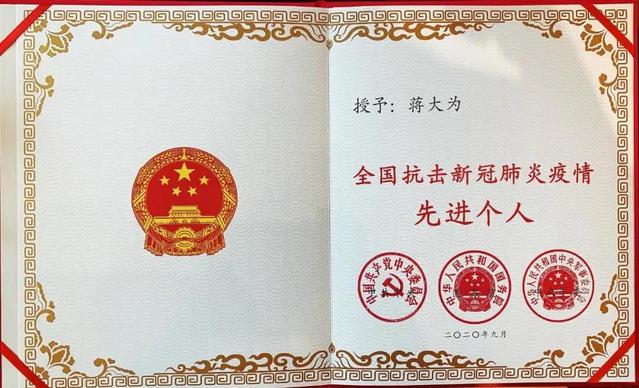 授予：蒋大为
全国抗击新冠肺炎疫情
先进个人
中国共产党中央委员会
中华人民共和国国务院
中华人民共和国中央军事委员会
二〇二〇年九月